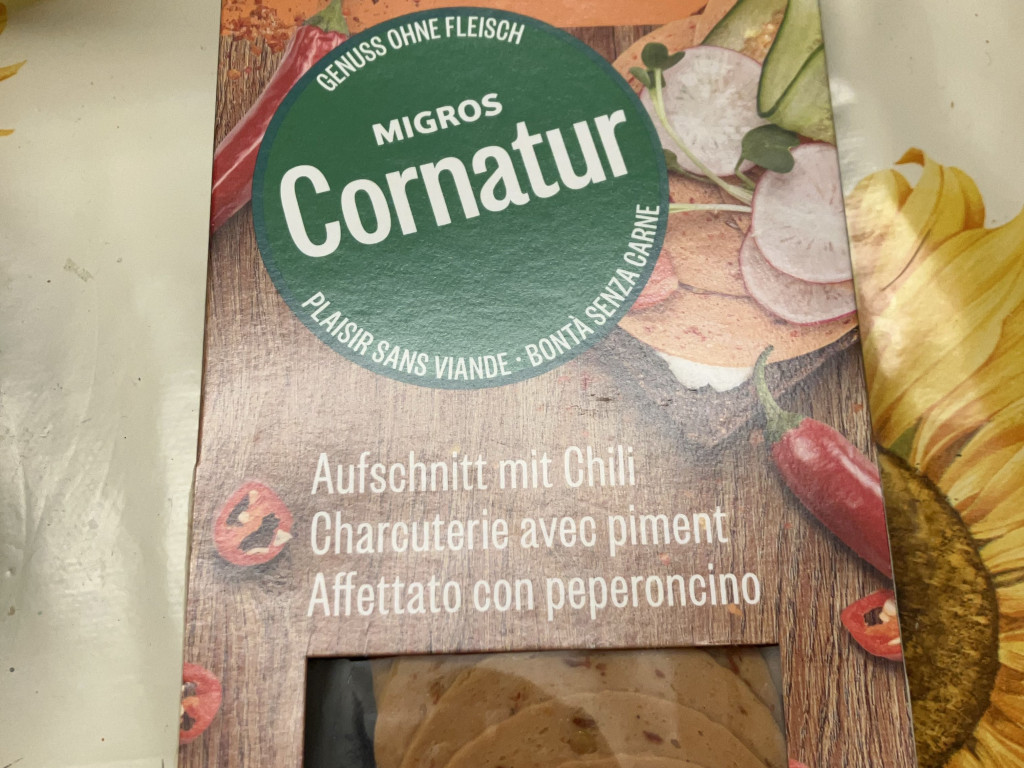 GENUSS OHNE FLEISCH
MIGROS
Cornatur
PLAISIR SANS VIANDE · BONTÀ SENZA CARNE
Aufschnitt mit Chili
Charcuterie avec piment
Affettato con peperoncino